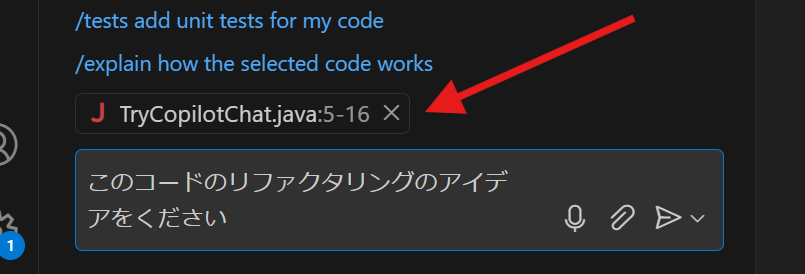 /tests add unit tests for my code
/explain how the selected code works
J TryCopilotChat.java:5-16
このコードのリファクタリングのアイデ
アをください
1